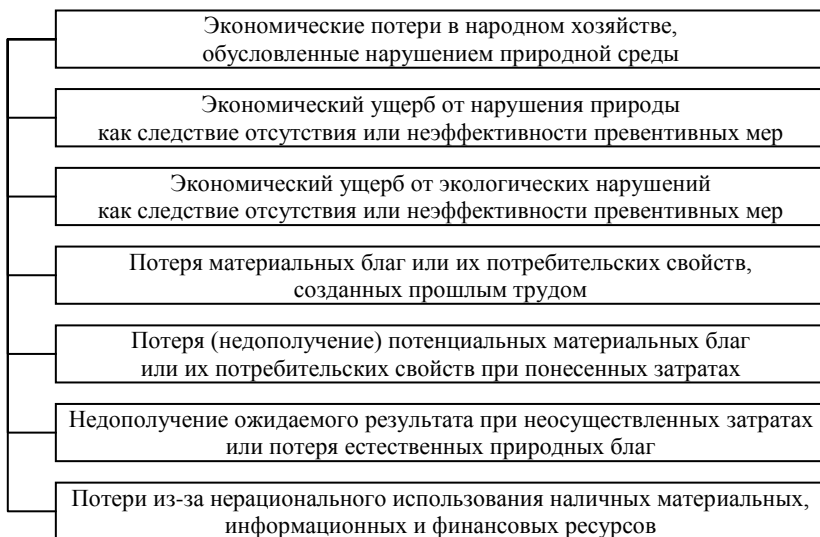 Экономические потери в народном хозяйстве,
обусловленные нарушением природной среды
Экономический ущерб от нарушения природы
как следствие отсутствия или неэффективности превентивных мер
Экономический ущерб от экологических нарушений
как следствие отсутствия или неэффективности превентивных мер
Потеря материальных благ или их потребительских свойств,
созданных прошлым трудом
Потеря (недополучение) потенциальных материальных благ
или их потребительских свойств при понесенных затратах
Недополучение ожидаемого результата при неосуществленных затратах
или потеря естественных природных благ
Потери из-за нерационального использования наличных материальных,
информационных и финансовых ресурсов